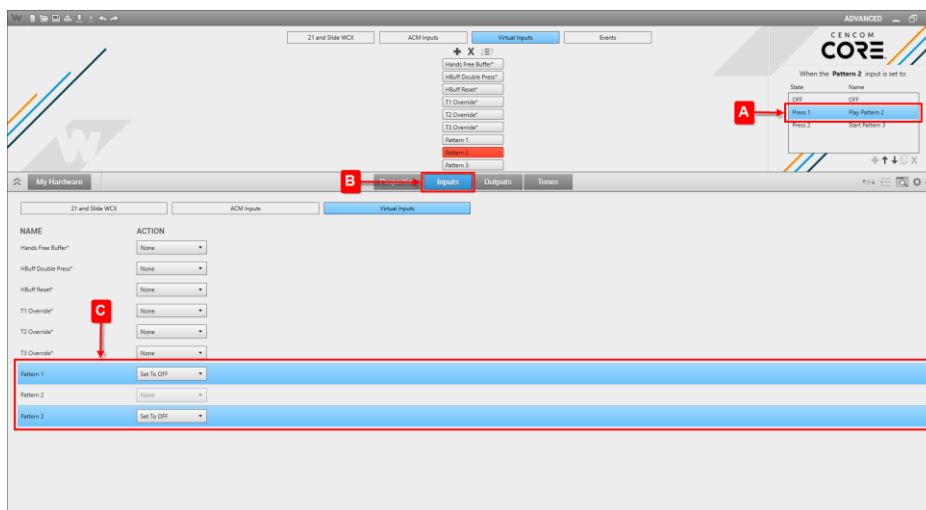 ADVANCED
21 and Slide WCX ACM Inputs Virtual Inputs Events
CENCOM
CORE
Hands Free Buffer*
HBuff Double Press*
HBuff Reset*
T1 Override*
T2 Override*
T3 Override*
Pattern 1
Pattern 2
Pattern 3
When the Pattern 2 input is set to
State Name
OFF OFF
A
Press 1 Play Pattern 2
Press 2 Start Pattern 3
My Hardware
B
Inputs Outputs Tones
21 and Slide WCX ACM Inputs Virtual Inputs
NAME ACTION
Hands Free Buffer* None
HBuff Double Press* None
HBuff Reset* None
T1 Override* None
C
T2 Override* None
T3 Override* None
Pattern 1 Set To OFF
Pattern 2 None
Pattern 3 Set To OFF